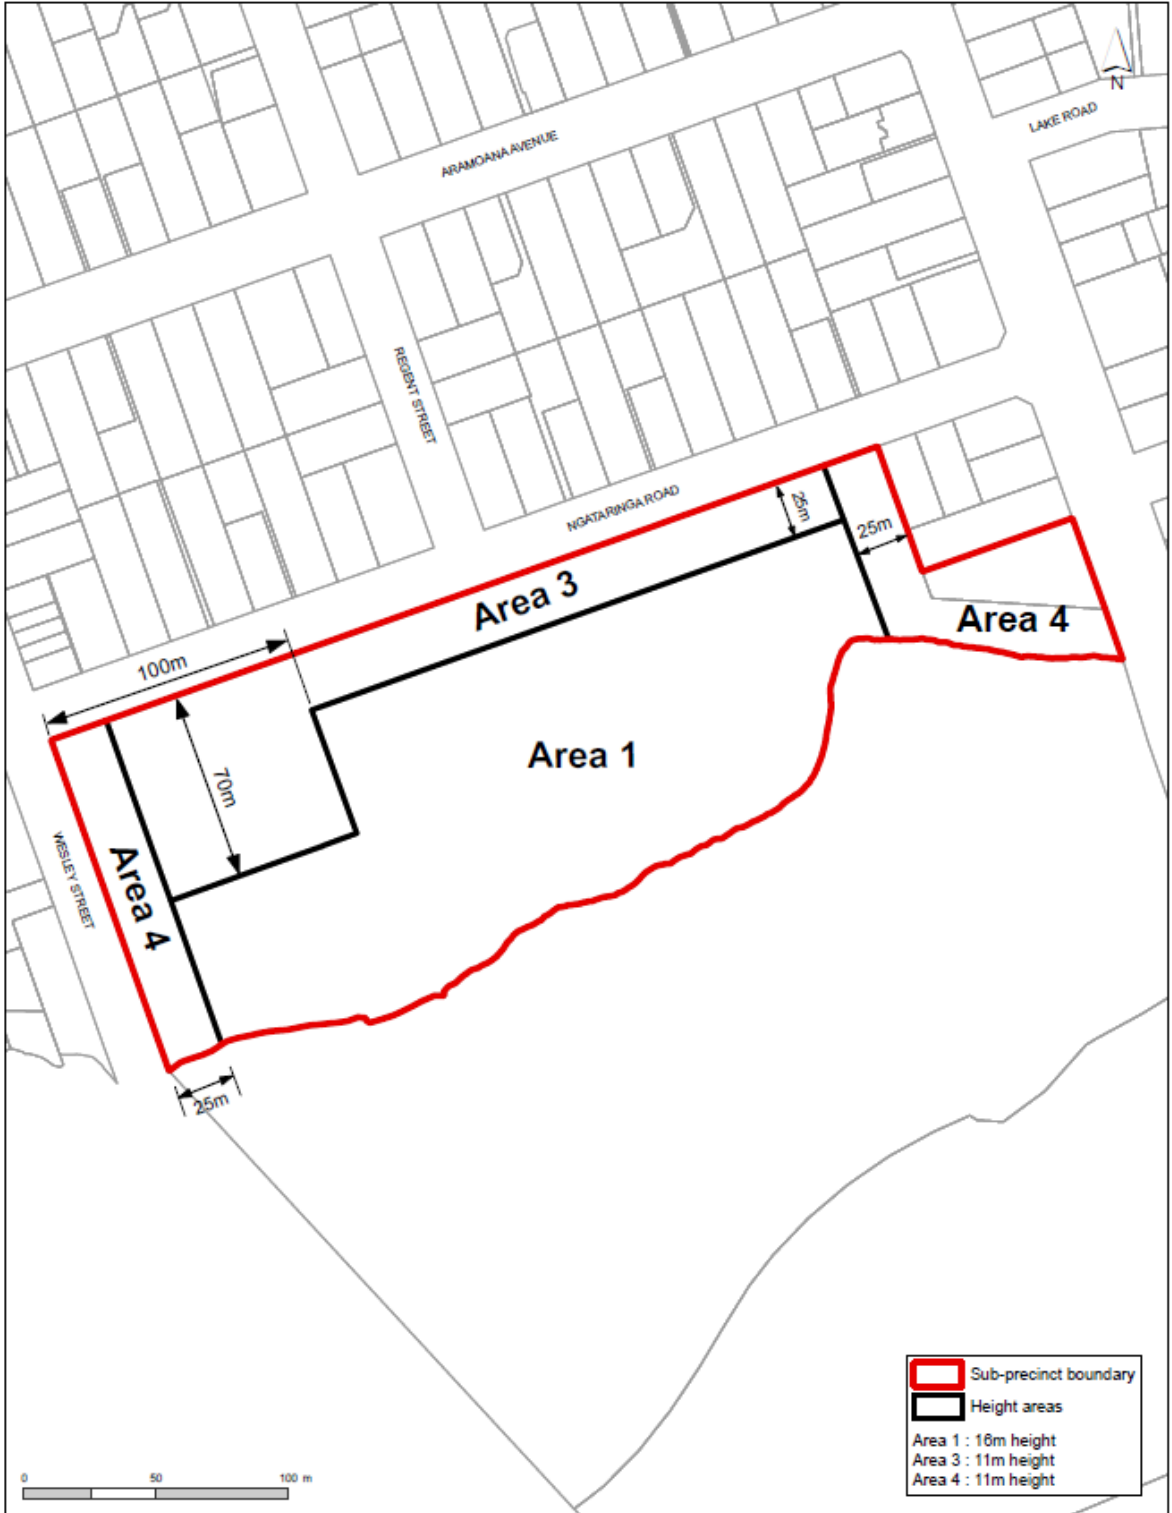 N
LAKE ROAD
ARAMOANA AVENUE
REGENT STREET
NGATARINGA ROAD
25m
25m
Area 3
Area 4
100m
Area 1
70m
WESLEY STREET
Area 4
25m
Sub-precinct boundary
Height areas
Area 1 : 16m height
Area 3 : 11m height
Area 4 : 11m height
0 50 100 m